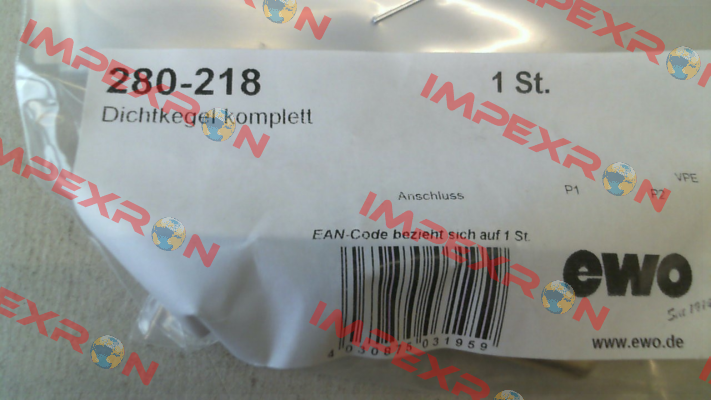 280-218 1 St.
Dichtkegel komplett
VPE
Anschluss P1 P2
EAN-Code bezieht sich auf 1 St.
ewo
4 030875 031959
www.ewo.de
IMPEXRON
IMPEXRON
IMPEXRON
IMPEXRON
IMPEXRON
IMPEXRON
IMPEXRON